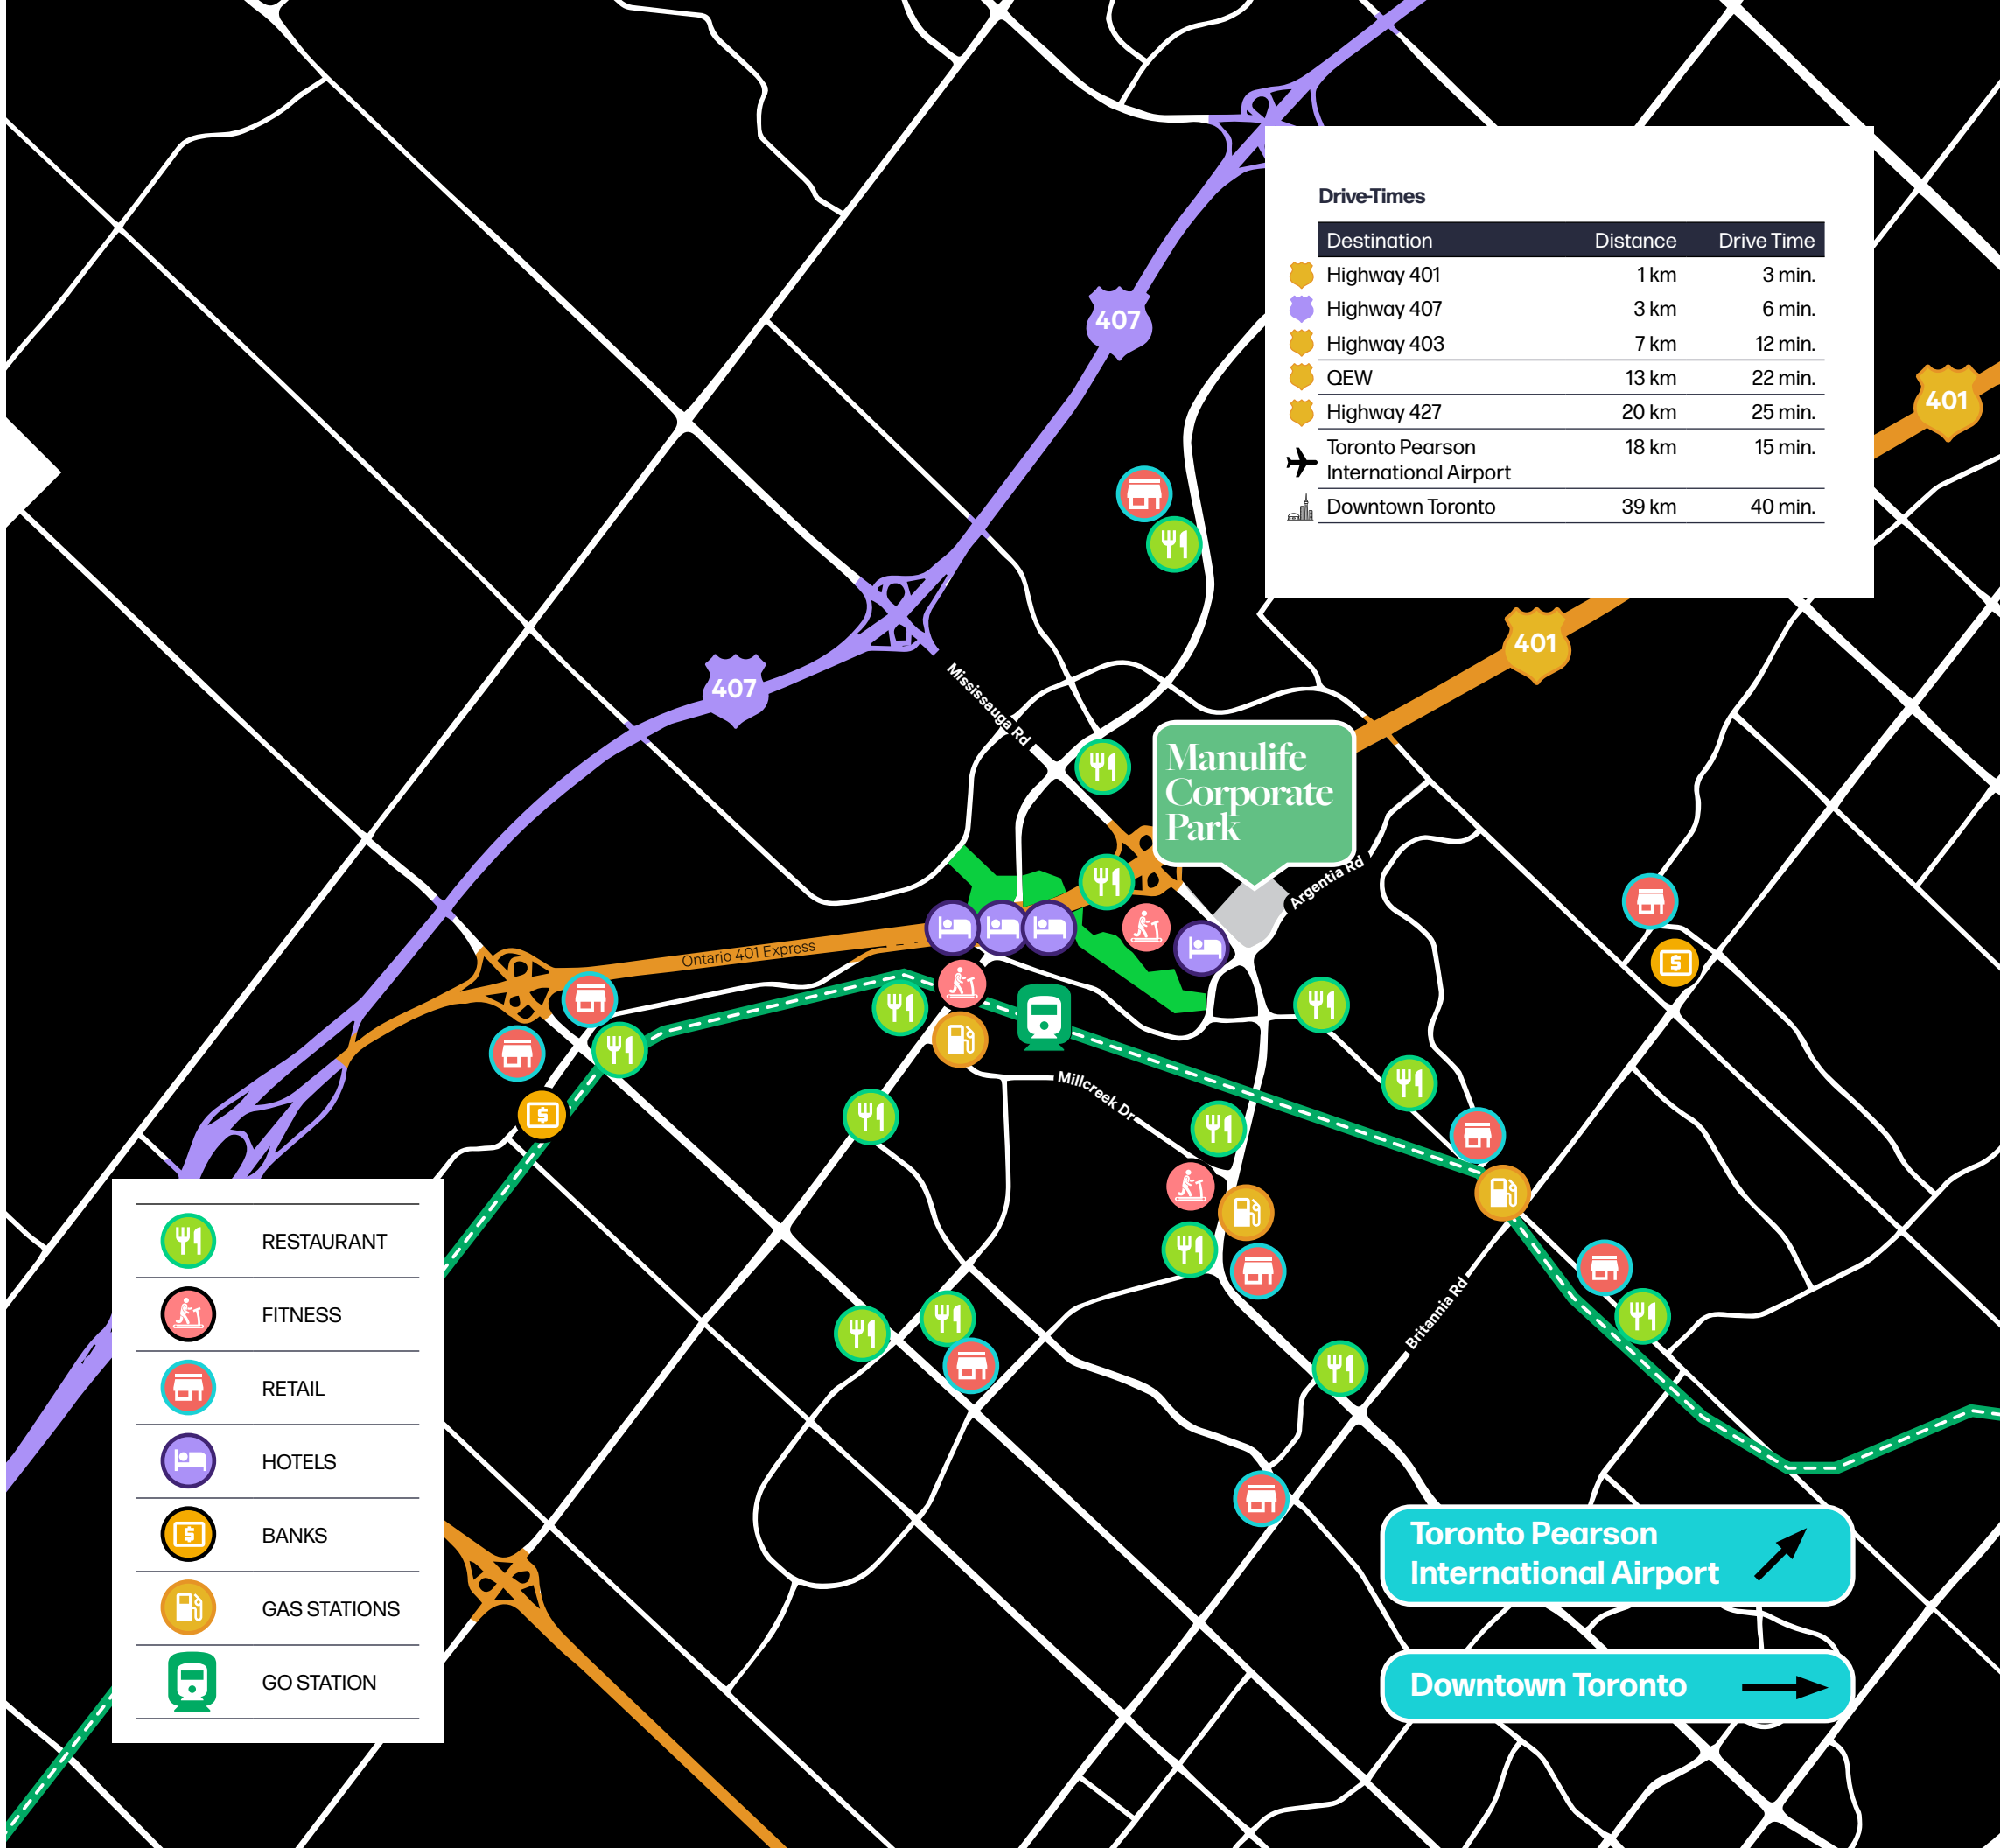 Drive-Times
Destination Distance Drive Time
Highway 401 1 km 3 min.
Highway 407 3 km 6 min.
Highway 403 7 km 12 min.
QEW 13 km 22 min.
Highway 427 20 km 25 min.
Toronto Pearson 18 km 15 min.
International Airport
Downtown Toronto 39 km 40 min.
407
401
401
407
Mississauga Rd
Manulife
Corporate
Park
Argentia Rd
Ontario 401 Express
Millcreek Dr
Britannia Rd
RESTAURANT
FITNESS
RETAIL
HOTELS
BANKS
GAS STATIONS
GO STATION
Toronto Pearson
International Airport
Downtown Toronto